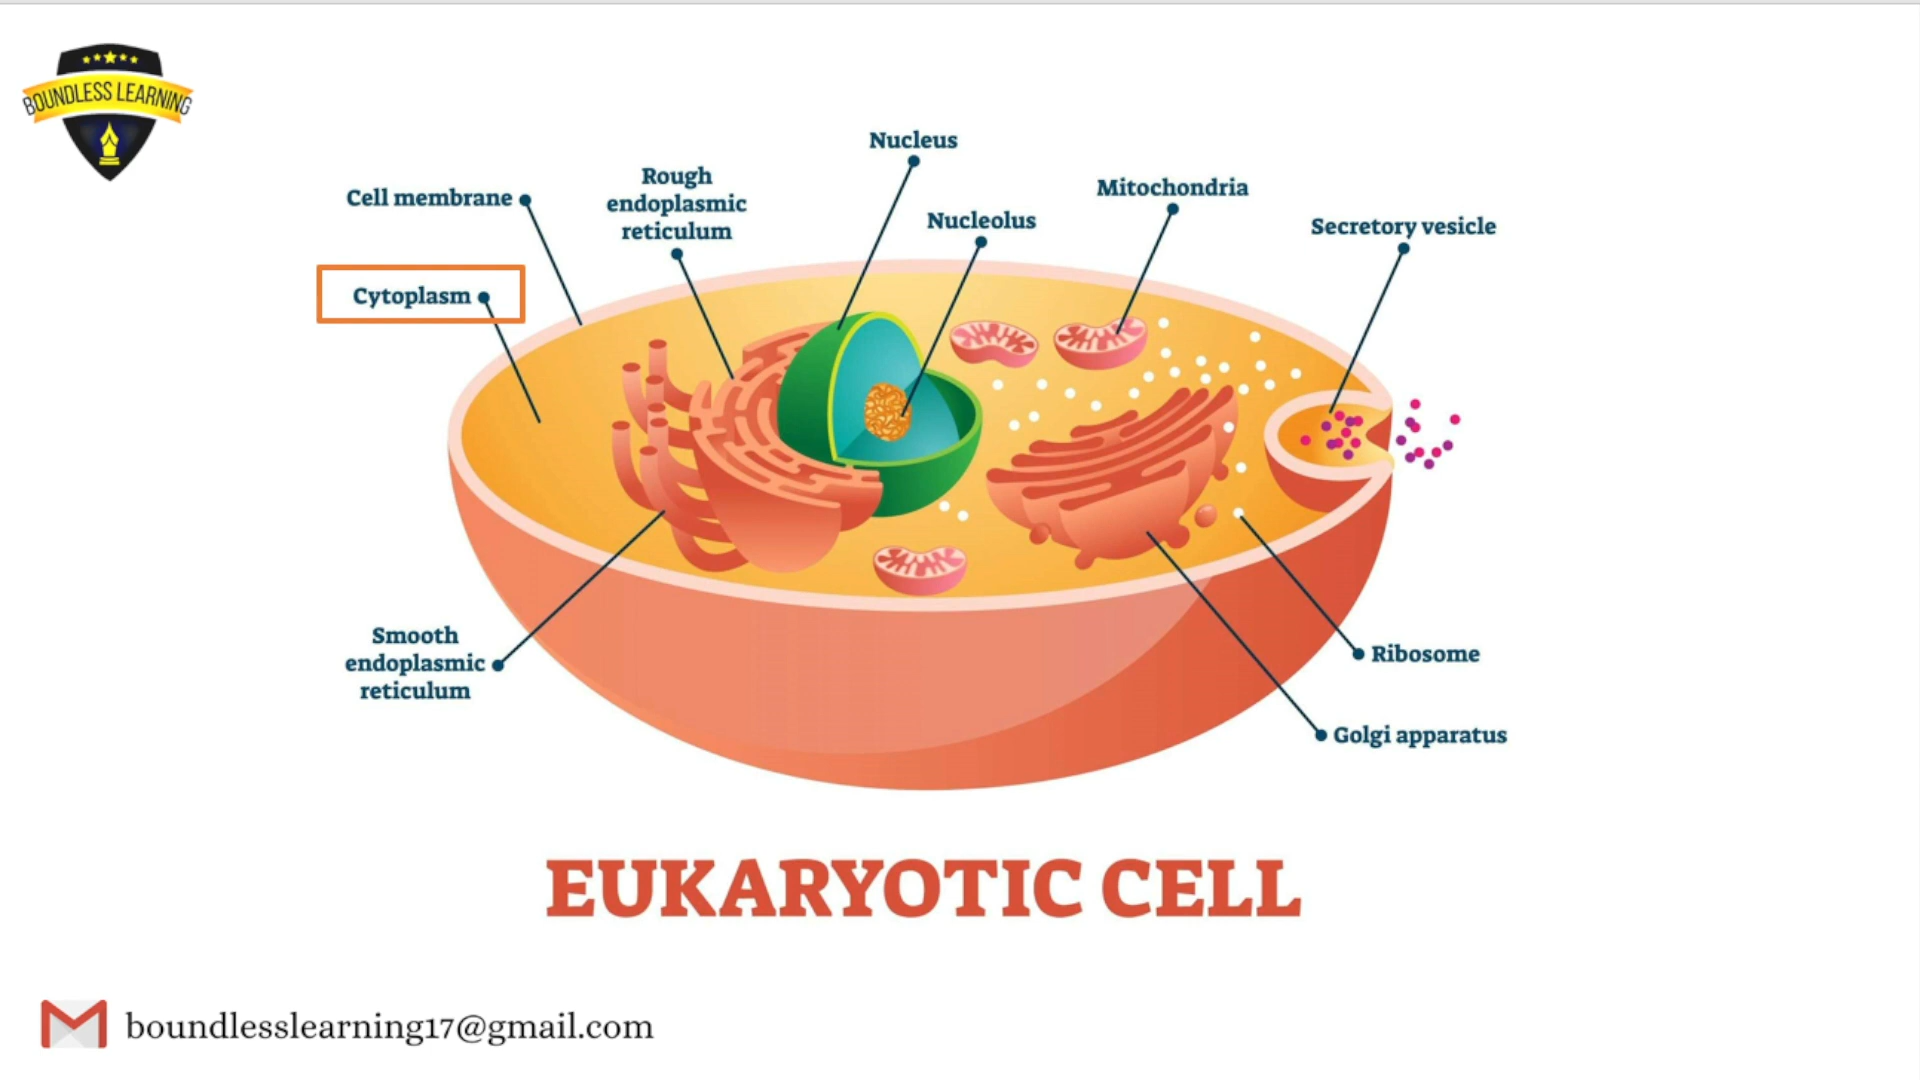 BOUNDLESS LEARNING
Nucleus
Rough
endoplasmic
reticulum
Mitochondria
Cell membrane
Nucleolus
Secretory vesicle
Cytoplasm
Smooth
endoplasmic
reticulum
Ribosome
Golgi apparatus
EUKARYOTIC CELL
boundlesslearning17@gmail.com